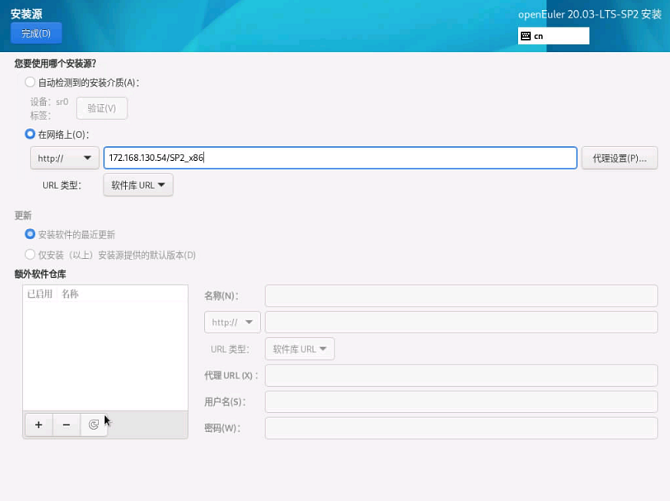 安装源
openEuler 20.03-LTS-SP2 安装
完成(D)
cn
您要使用哪个安装源?
自动检测到的安装介质(A):
设备: sr0
标签:
验证(V)
在网络上(O):
http://
172.168.130.54/SP2_x86
代理设置(P)...
URL 类型:
软件库 URL
更新
安装软件的最近更新
仅安装（以上）安装源提供的默认版本(D)
额外软件仓库
已启用 名称
名称(N):
http://
URL 类型:
软件库 URL
代理 URL (X):
用户名(S):
密码(W):